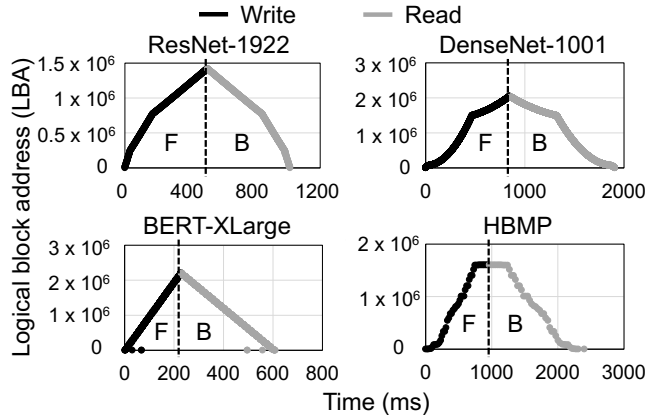 Write Read
ResNet-1922
1.5 x 10⁶
1 x 10⁶
0.5 x 10⁶
0
F B
0 400 800 1200
DenseNet-1001
3 x 10⁶
2 x 10⁶
1 x 10⁶
0
F B
0 1000 2000
BERT-XLarge
3 x 10⁶
2 x 10⁶
1 x 10⁶
0
F B
0 200 400 600 800
HBMP
2 x 10⁶
1 x 10⁶
0
F B
0 1000 2000 3000
Logical block address (LBA)
Time (ms)